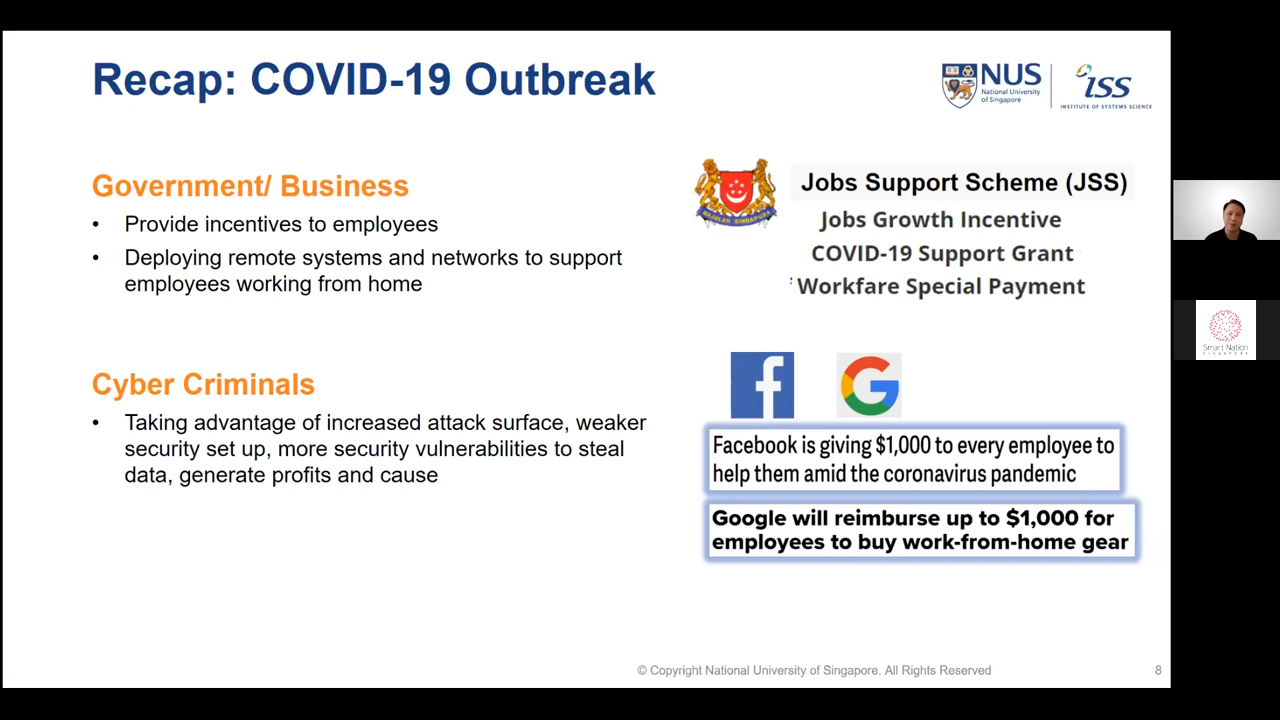 Recap: COVID-19 Outbreak
NUS
National University
of Singapore
iss
INSTITUTE OF SYSTEMS SCIENCE
Government/ Business
• Provide incentives to employees
• Deploying remote systems and networks to support
employees working from home
MAJULAH SINGAPURA
Jobs Support Scheme (JSS)
Jobs Growth Incentive
COVID-19 Support Grant
Workfare Special Payment
Cyber Criminals
• Taking advantage of increased attack surface, weaker
security set up, more security vulnerabilities to steal
data, generate profits and cause
f
G
Facebook is giving $1,000 to every employee to
help them amid the coronavirus pandemic
Google will reimburse up to $1,000 for
employees to buy work-from-home gear
Smart Nation
SINGAPORE
© Copyright National University of Singapore. All Rights Reserved
8